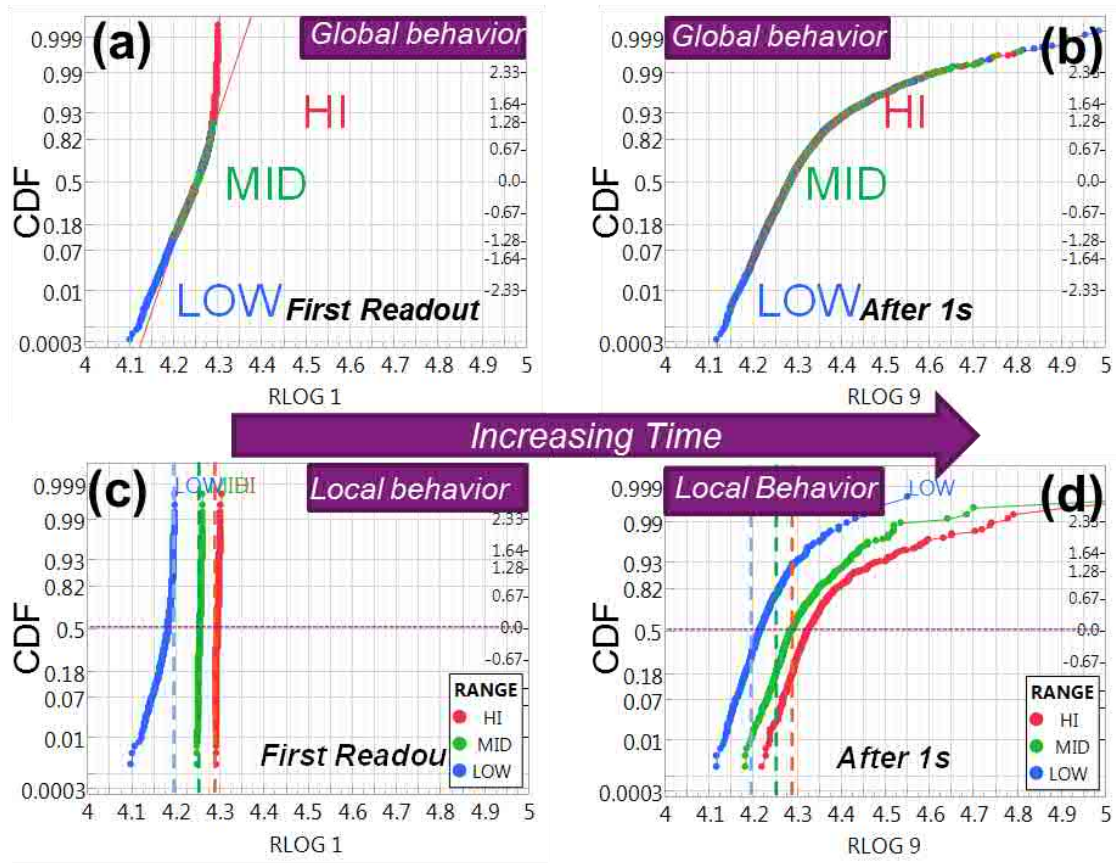 (a)
Global behavior
0.999
0.99
0.93
0.82
0.5
0.18
0.07
0.01
0.0003
CDF
2.33
1.64
1.28
0.67
0.0
-0.67
-1.28
-1.64
-2.33
HI
MID
LOW
First Readout
4 4.1 4.2 4.3 4.4 4.5 4.6 4.7 4.8 4.9 5
RLOG 1
Global behavior
(b)
0.999
0.99
0.93
0.82
0.5
0.18
0.07
0.01
0.0003
CDF
2.33
1.64
1.28
0.67
0.0
-0.67
-1.28
-1.64
-2.33
HI
MID
LOW
After 1s
4 4.1 4.2 4.3 4.4 4.5 4.6 4.7 4.8 4.9 5
RLOG 9
Increasing Time
(c)
LOW
Local behavior
0.999
0.99
0.93
0.82
0.5
0.18
0.07
0.01
0.0003
CDF
2.33
1.64
1.28
0.67
0.0
-0.67
RANGE
HI
MID
LOW
First Readou
4 4.1 4.2 4.3 4.4 4.5 4.6 4.7 4.8 4.9 5
RLOG 1
Local Behavior
LOW
(d)
0.999
0.99
0.93
0.82
0.5
0.18
0.07
0.01
0.0003
CDF
2.33
1.64
1.28
0.67
0.0
-0.67
RANGE
HI
MID
LOW
After 1s
4 4.1 4.2 4.3 4.4 4.5 4.6 4.7 4.8 4.9 5
RLOG 9